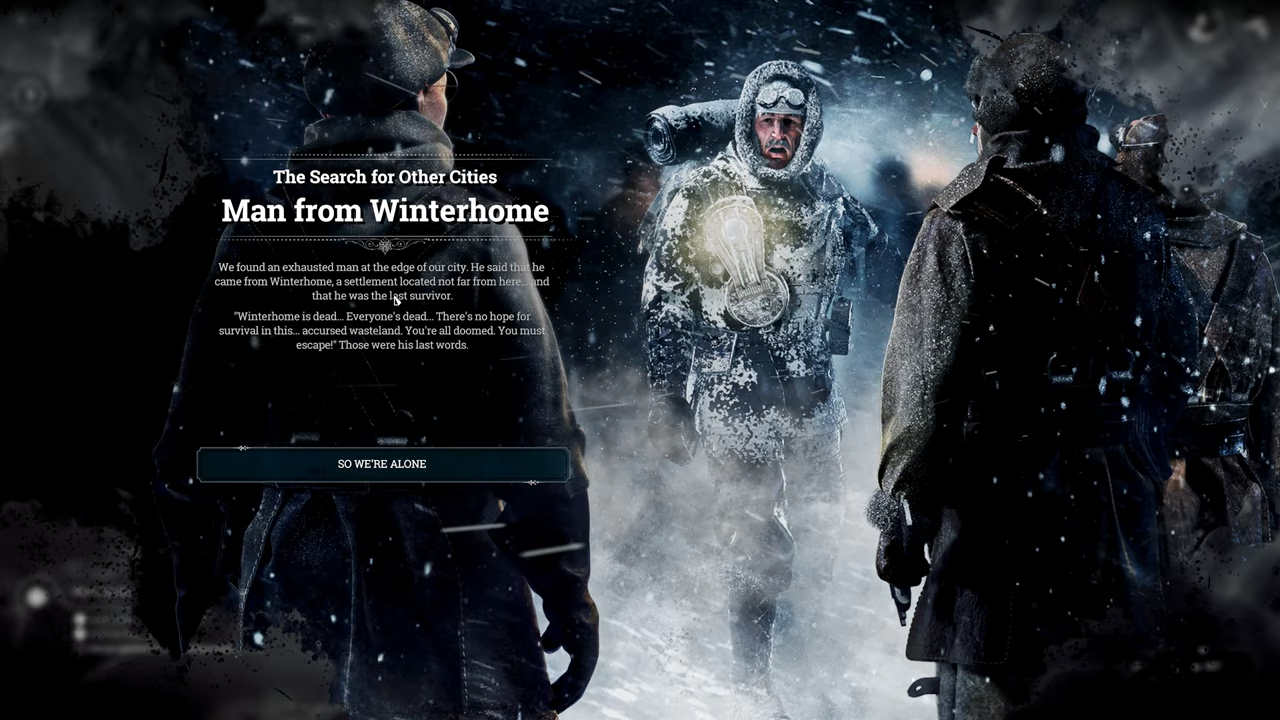 The Search for Other Cities
Man from Winterhome
We found an exhausted man at the edge of our city. He said that he
came from Winterhome, a settlement located not far from here... and
that he was the last survivor.
"Winterhome is dead... Everyone's dead... There's no hope for
survival in this... accursed wasteland. You're all doomed. You must
escape!" Those were his last words.
SO WE'RE ALONE